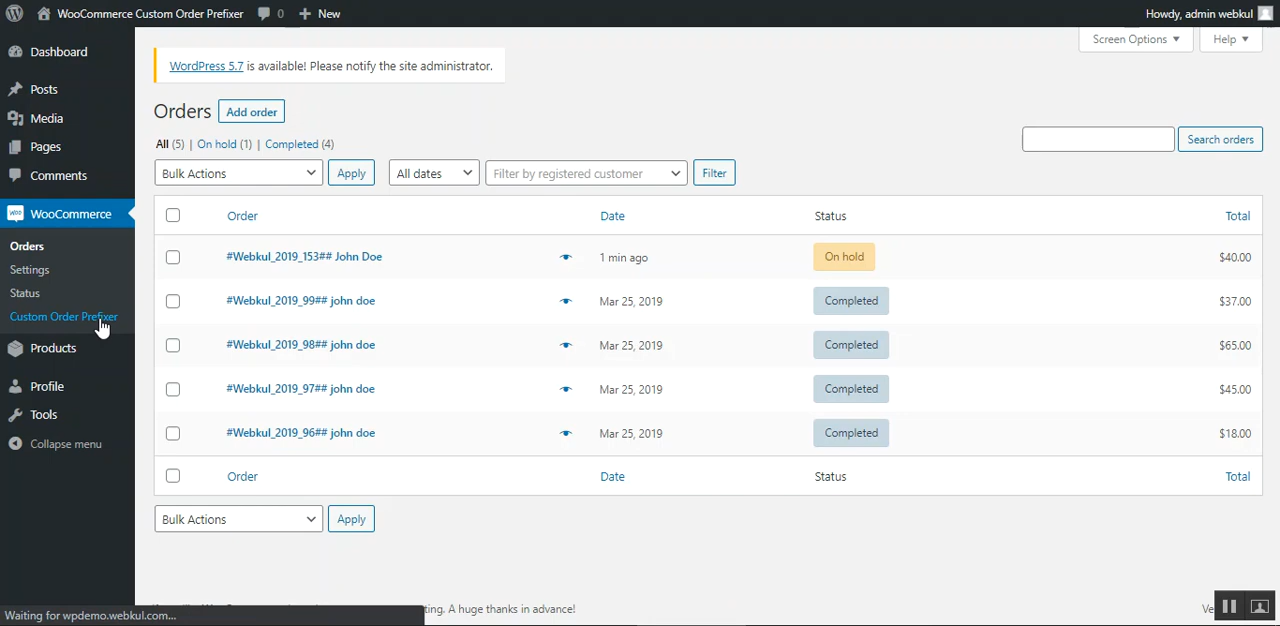 WooCommerce Custom Order Prefixer 0 New Howdy, admin webkul
Screen Options Help
Dashboard
Posts
Media
Pages
Comments
WooCommerce
Orders
Settings
Status
Custom Order Prefixer
Products
Profile
Tools
Collapse menu
WordPress 5.7 is available! Please notify the site administrator.
Orders Add order
All (5) | On hold (1) | Completed (4)
Search orders
Bulk Actions Apply All dates Filter by registered customer Filter
Order Date Status Total
#Webkul_2019_153## John Doe 1 min ago On hold $40.00
#Webkul_2019_99## john doe Mar 25, 2019 Completed $37.00
#Webkul_2019_98## john doe Mar 25, 2019 Completed $65.00
#Webkul_2019_97## john doe Mar 25, 2019 Completed $45.00
#Webkul_2019_96## john doe Mar 25, 2019 Completed $18.00
Order Date Status Total
Bulk Actions Apply
A huge thanks in advance!
Waiting for wpdemo.webkul.com...